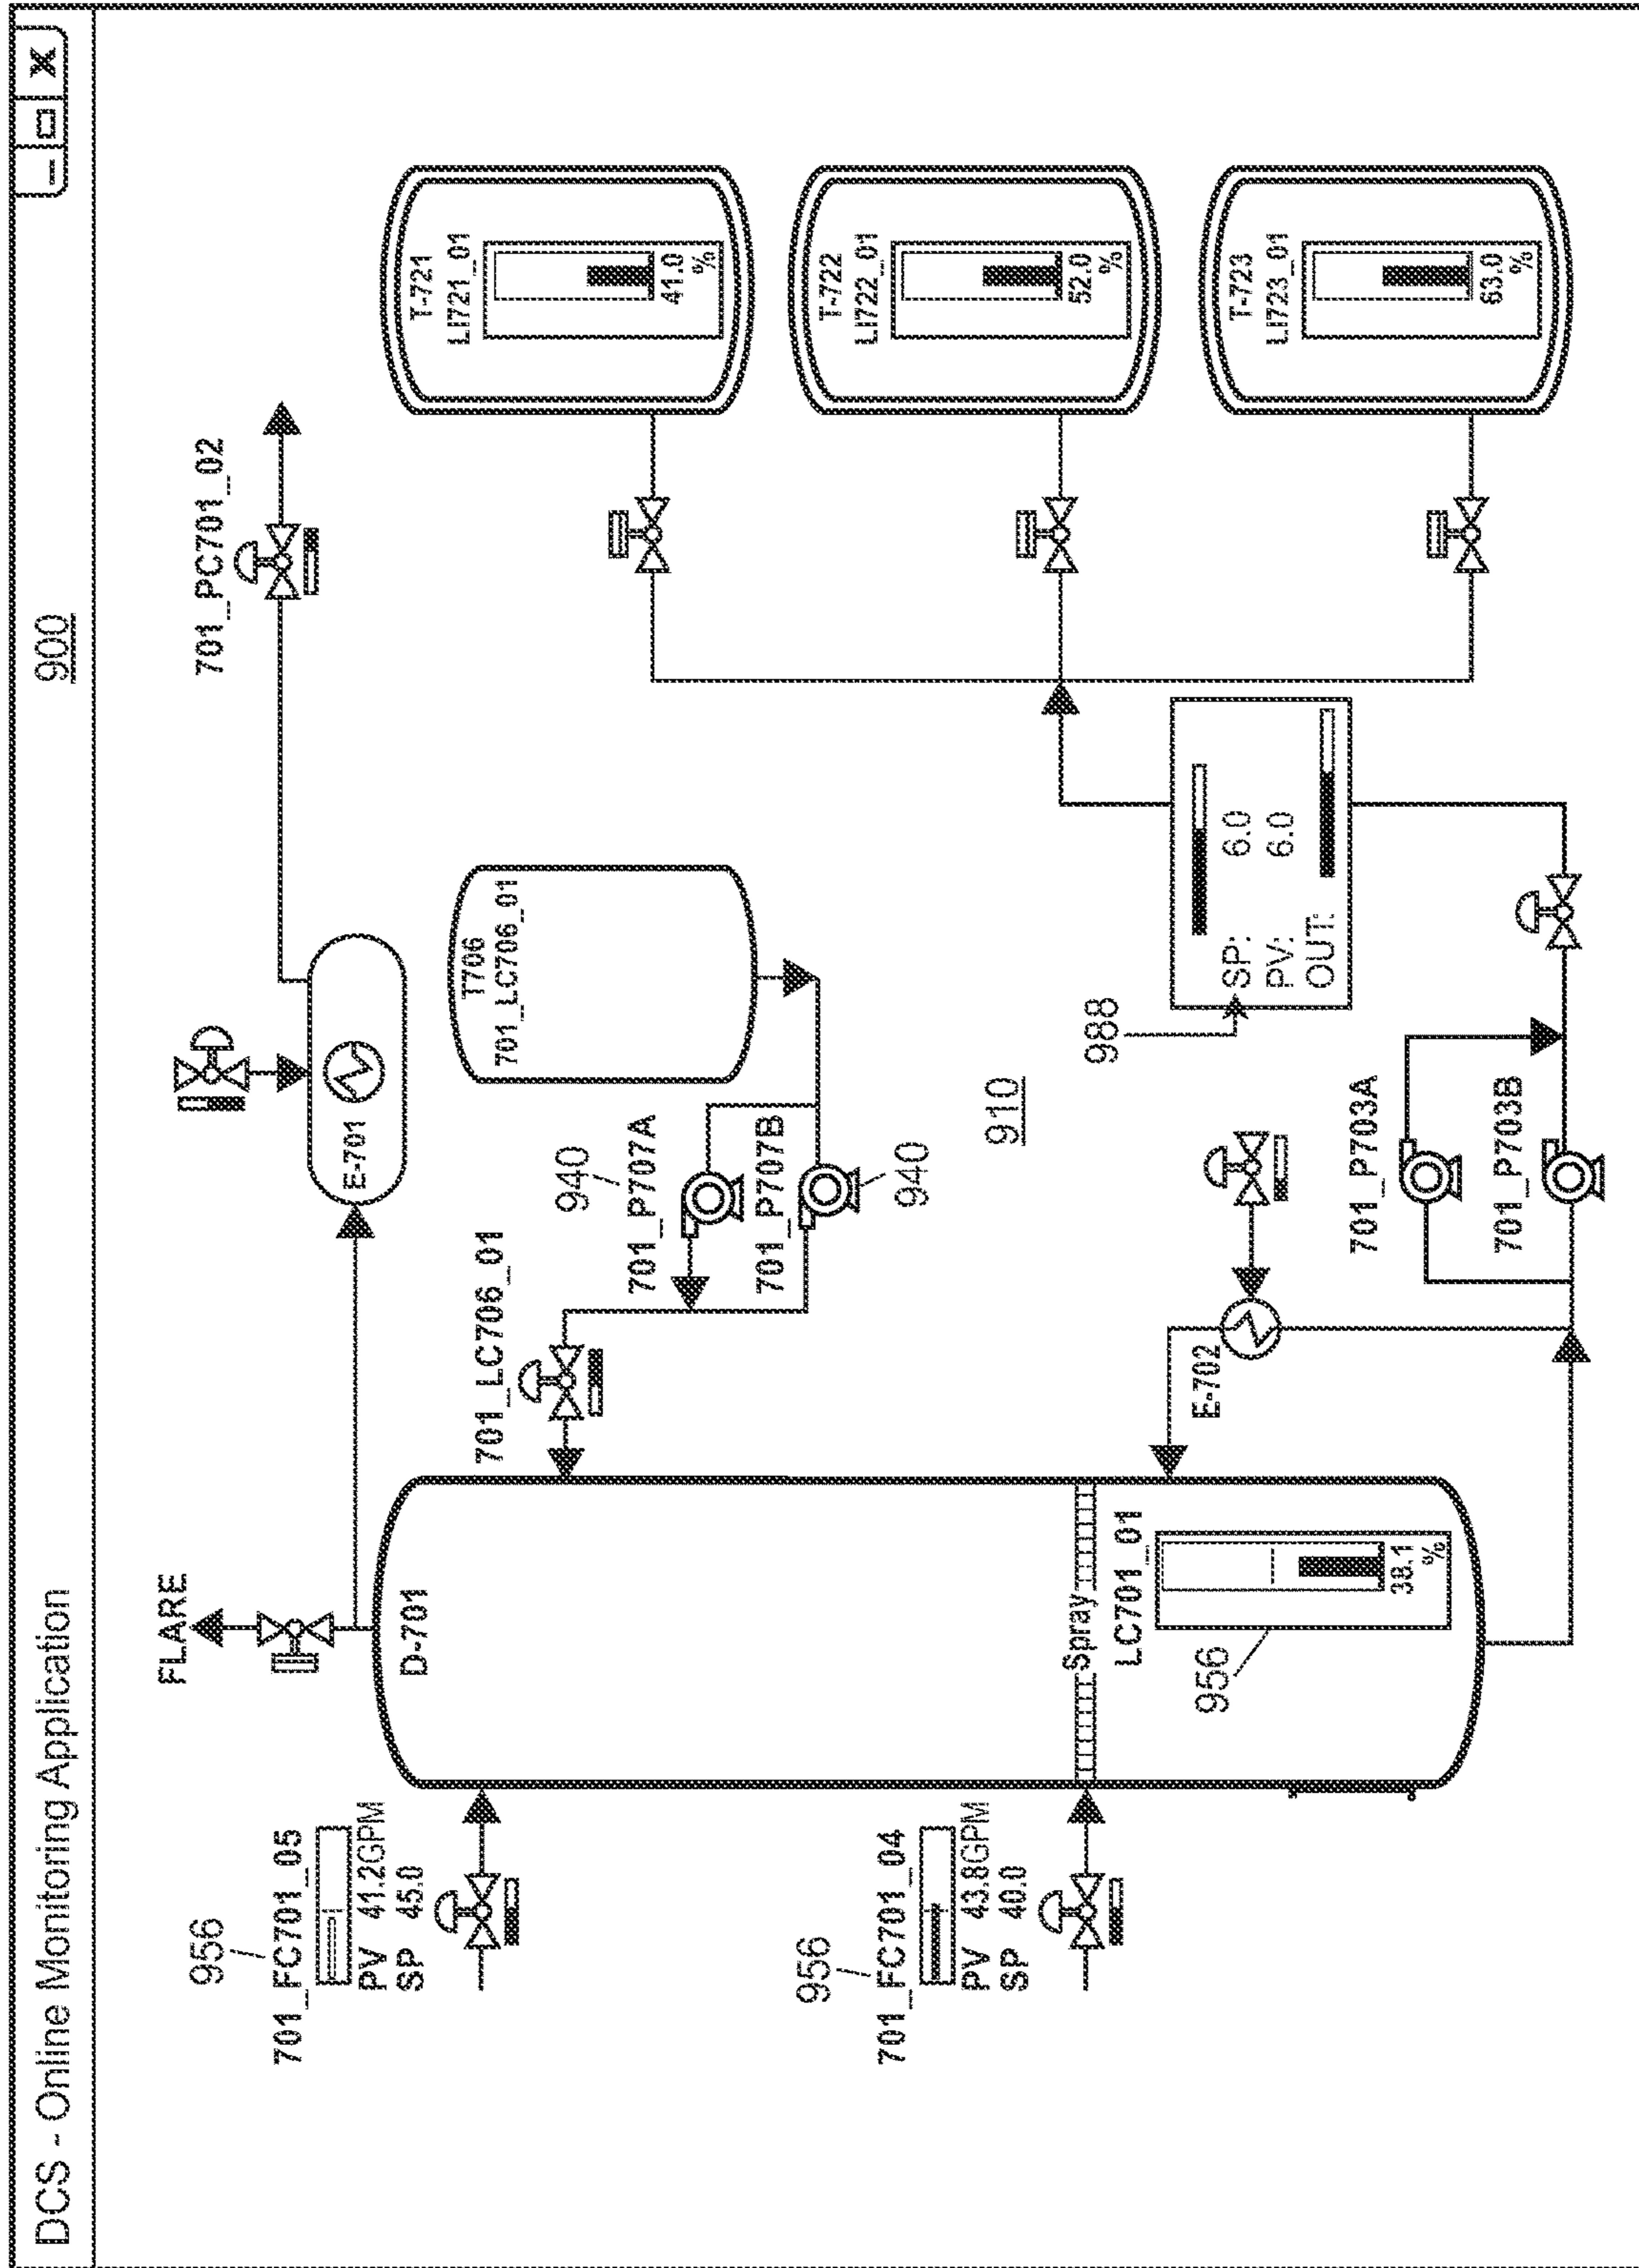 DCS - Online Monitoring Application
900
X
FLARE
701_PC701_02
E-701
956
701_FC701_05
PV 41.2GPM
SP 45.0
D-701
701_LC706_01
940
701_P707A
701_P707B
940
T706
701_LC706_01
T-721
LI721_01
41.0
%
956
701_FC701_04
PV 43.8GPM
SP 40.0
Spray
LC701_01
956
38.1
%
910
E-702
988
SP: 6.0
PV: 6.0
OUT:
701_P703A
701_P703B
T-722
LI722_01
52.0
%
T-723
LI723_01
63.0
%